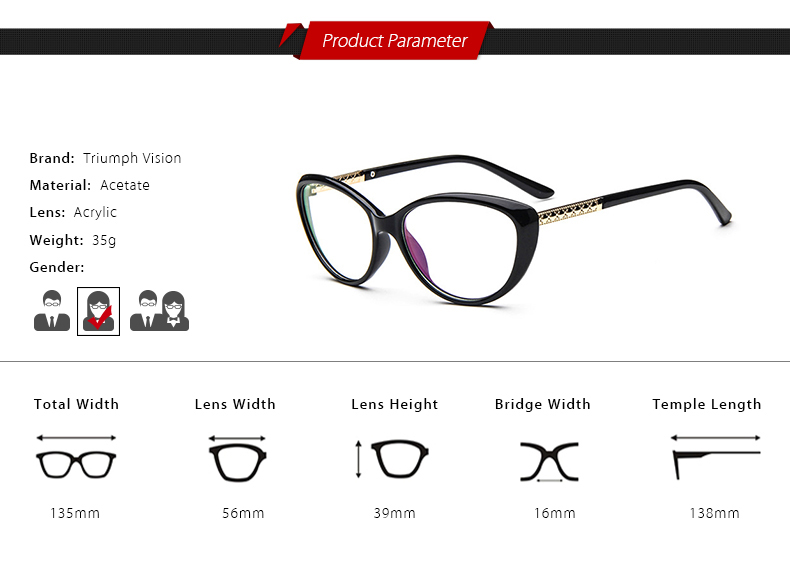 Product Parameter
Brand: Triumph Vision
Material: Acetate
Lens: Acrylic
Weight: 35g
Gender:
Total Width
Lens Width
Lens Height
Bridge Width
Temple Length
135mm
56mm
39mm
16mm
138mm